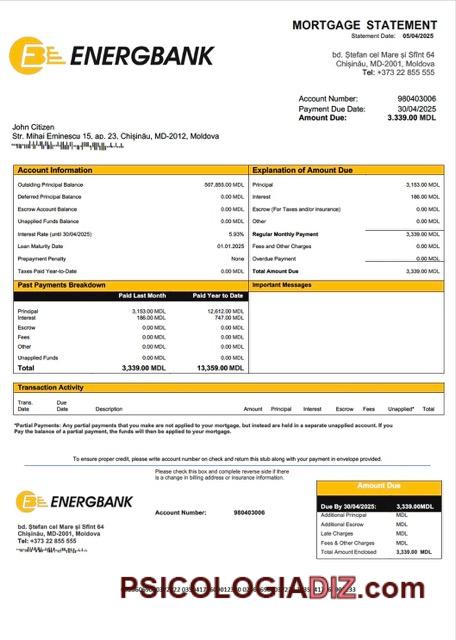 MORTGAGE STATEMENT
Statement Date: 05/04/2025
ENERGBANK
bd. Ștefan cel Mare și Sfînt 64
Chișinău, MD-2001, Moldova
Tel: +373 22 855 555
Account Number: 980403006
Payment Due Date: 30/04/2025
Amount Due: 3.339.00 MDL
John Citizen
Str. Mihai Eminescu 15, ap. 23, Chișinău, MD-2012, Moldova
Account Information
Outsiding Principal Balance -507,855.00 MDL
Deferred Principal Balance 0.00 MDL
Escrow Account Balance 0.00 MDL
Unapplied Funds Balance 0.00 MDL
Interest Rate (until 30/04/2025) 5.93%
Loan Maturity Date 01.01.2025
Prepayment Penalty None
Taxes Paid Year-to-Date 0.00 MDL
Explanation of Amount Due
Principal 3,153.00 MDL
Interest 186.00 MDL
Escrow (For Taxes and/or insurance) 0.00 MDL
Other 0.00 MDL
Regular Monthly Payment 3,339.00 MDL
Fees and Other Charges 0.00 MDL
Overdue Payment 0.00 MDL
Total Amount Due 3,339.00 MDL
Past Payments Breakdown
Paid Last Month Paid Year to Date
Principal 3,153.00 MDL 12,612.00 MDL
Interest 186.00 MDL 747.00 MDL
Escrow 0.00 MDL 0.00 MDL
Fees 0.00 MDL 0.00 MDL
Other 0.00 MDL 0.00 MDL
Unapplied Funds 0.00 MDL 0.00 MDL
Total 3,339.00 MDL 13,359.00 MDL
Important Messages
Transaction Activity
Trans. Date Due Date Description Amount Principal Interest Escrow Fees Unapplied* Total
*Partial Payments: Any partial payments that you make are not applied to your mortgage, but instead are held in a separate unapplied account. If you
Pay the balance of a partial payment, the funds will then be applied to your mortgage.
To ensure proper credit, please write account number on check and return this stub along with your payment in envelope provided.
Please check this box and complete reverse side if there
is a change in billing address or insurance information.
ENERGBANK
Account Number: 980403006
bd. Ștefan cel Mare și Sfînt 64
Chișinău, MD-2001, Moldova
Tel: +373 22 855 555
Amount Due
Due By 30/04/2025: 3,339.00MDL
Additional Principal MDL
Additional Escrow MDL
Late Charges MDL
Fees & Other Charges MDL
Total Amount Enclosed 3,339.00 MDL
PSICOLOGIADIZ.com